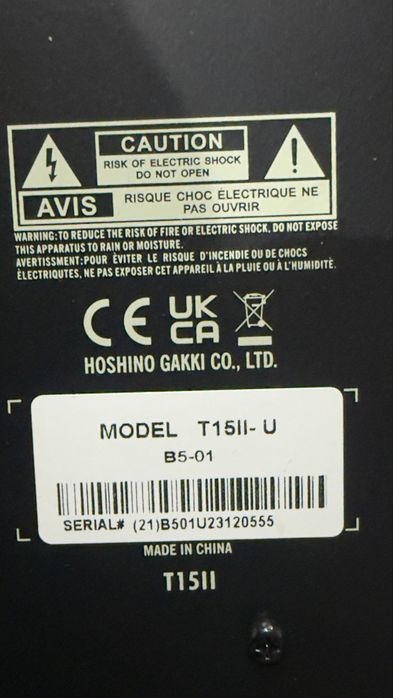 CAUTION
RISK OF ELECTRIC SHOCK
DO NOT OPEN
AVIS
RISQUE CHOC ÉLECTRIQUE NE
PAS OUVRIR
WARNING:TO REDUCE THE RISK OF FIRE OR ELECTRIC SHOCK, DO NOT EXPOSE
THIS APPARATUS TO RAIN OR MOISTURE.
AVERTISSEMENT:POUR ÉVITER LE RISQUE D'INCENDIE OU DE CHOCS
ÉLECTRIQUTES, NE PAS EXPOSER CET APPAREIL À LA PLUIE OU À L'HUMIDITÉ.
CE UK
CA
HOSHINO GAKKI CO., LTD.
MODEL T15II- U
B5-01
SERIAL# (21)B501U23120555
MADE IN CHINA
T15II